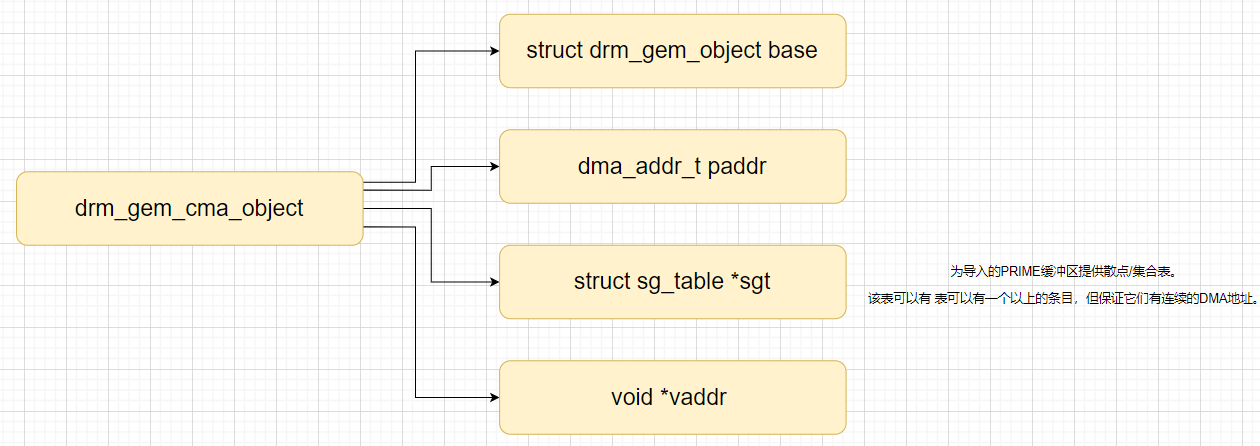 struct drm_gem_object base
dma_addr_t paddr
drm_gem_cma_object
struct sg_table *sgt
为导入的PRIME缓冲区提供散点/集合表。
该表可以有 表可以有一个以上的条目，但保证它们有连续的DMA地址。
void *vaddr